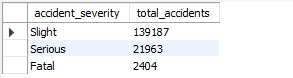 accident_severity total_accidents
Slight 139187
Serious 21963
Fatal 2404